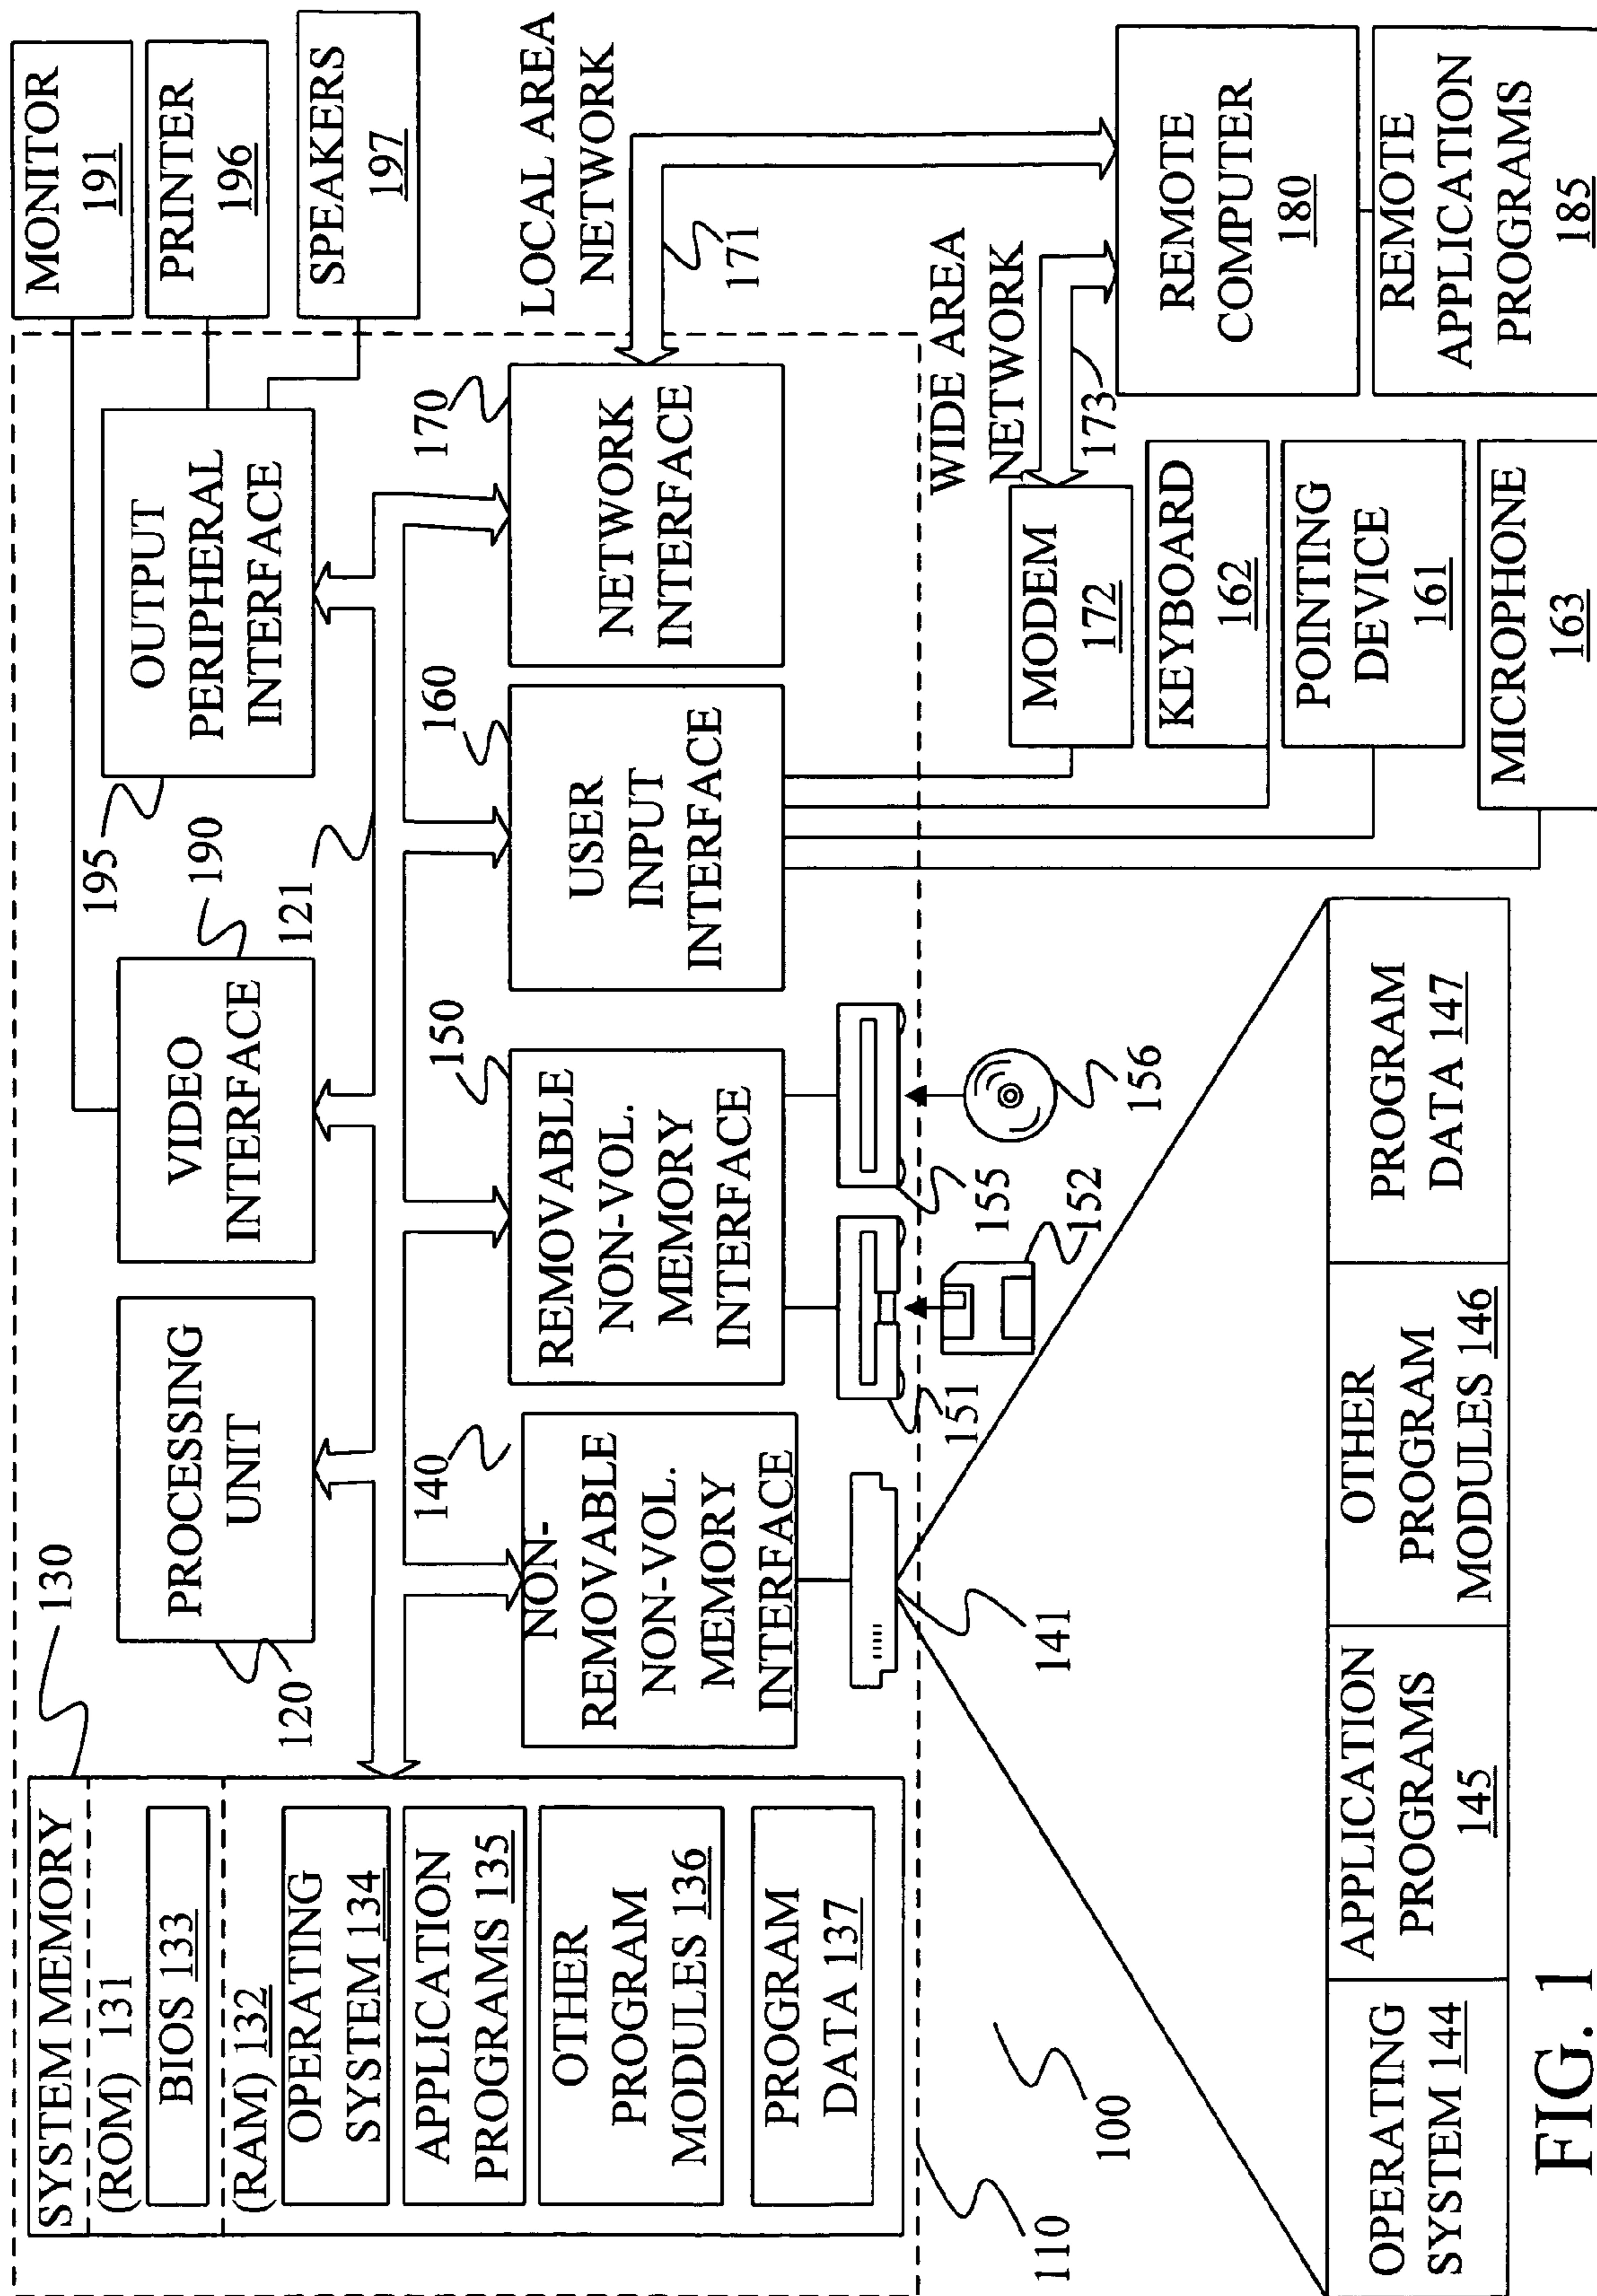 SYSTEM MEMORY
(ROM) 131
BIOS 133
(RAM) 132
OPERATING
SYSTEM 134
APPLICATION
PROGRAMS 135
OTHER
PROGRAM
MODULES 136
PROGRAM
DATA 137
130
PROCESSING
UNIT
120
VIDEO
INTERFACE
190
121
OUTPUT
PERIPHERAL
INTERFACE
195
MONITOR
191
PRINTER
196
SPEAKERS
197
NON-
REMOVABLE
NON-VOL.
MEMORY
INTERFACE
140
REMOVABLE
NON-VOL.
MEMORY
INTERFACE
150
USER
INPUT
INTERFACE
160
NETWORK
INTERFACE
170
LOCAL AREA
NETWORK
171
WIDE AREA
NETWORK
173
MODEM
172
KEYBOARD
162
POINTING
DEVICE
161
MICROPHONE
163
REMOTE
COMPUTER
180
REMOTE
APPLICATION
PROGRAMS
185
141
151
152
155
156
110
100
OPERATING
SYSTEM 144
APPLICATION
PROGRAMS
145
OTHER
PROGRAM
MODULES 146
PROGRAM
DATA 147
FIG. 1